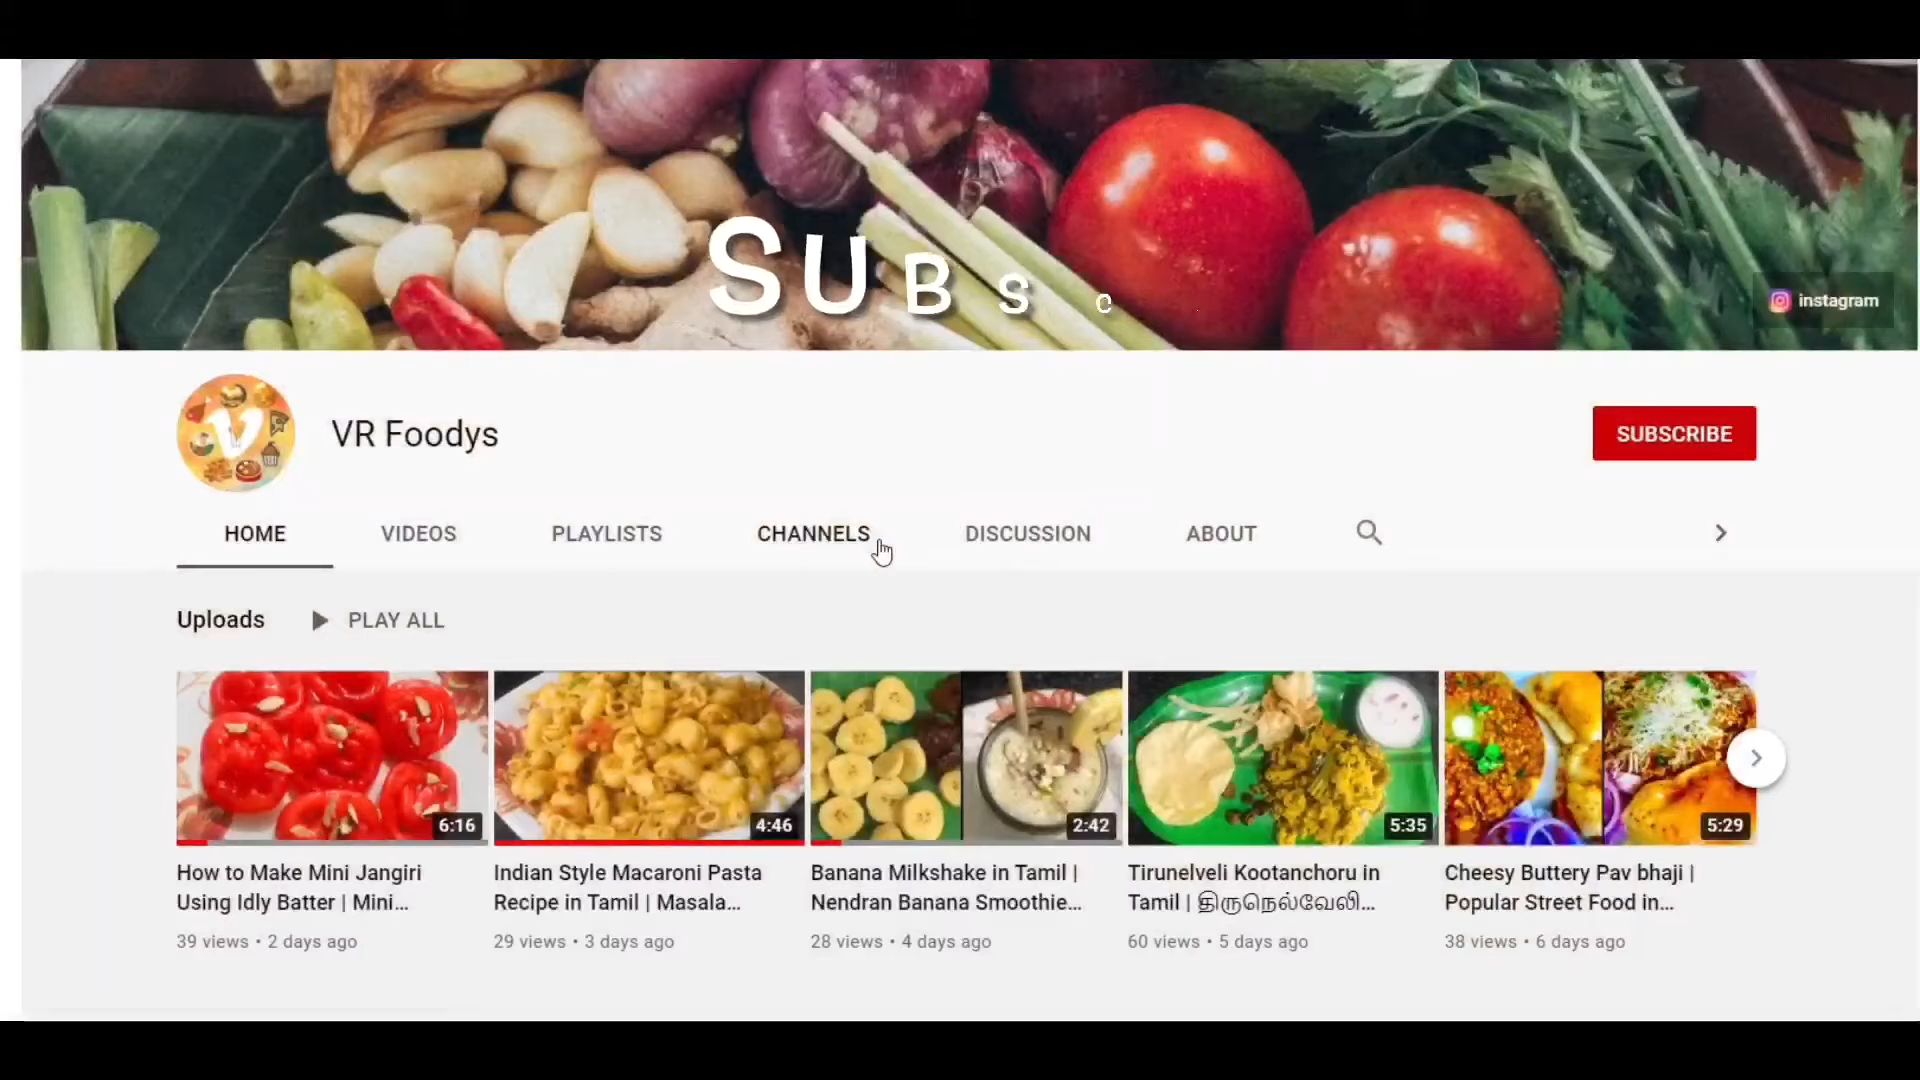 SUBSC
instagram
VR Foodys
SUBSCRIBE
HOME
VIDEOS
PLAYLISTS
CHANNELS
DISCUSSION
ABOUT
Uploads
PLAY ALL
6:16
4:46
2:42
5:35
5:29
How to Make Mini Jangiri
Using Idly Batter | Mini...
39 views • 2 days ago
Indian Style Macaroni Pasta
Recipe in Tamil | Masala...
29 views • 3 days ago
Banana Milkshake in Tamil |
Nendran Banana Smoothie...
28 views • 4 days ago
Tirunelveli Kootanchoru in
Tamil | திருநெல்வேலி...
60 views • 5 days ago
Cheesy Buttery Pav bhaji |
Popular Street Food in...
38 views • 6 days ago